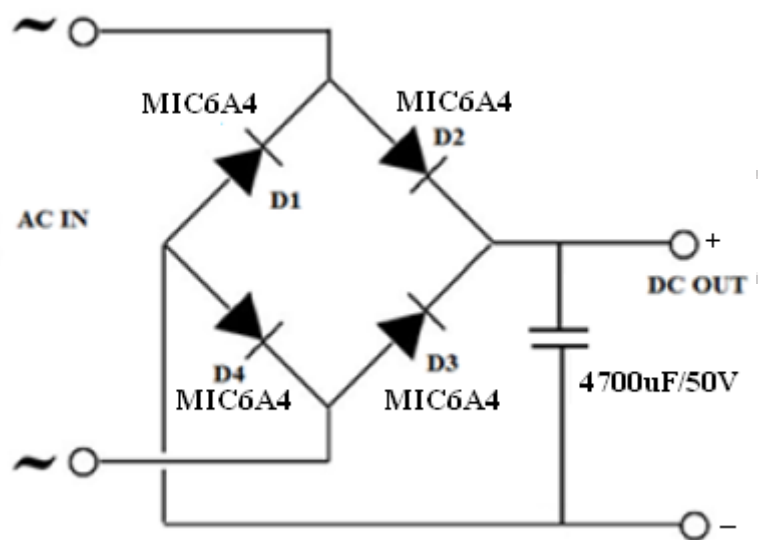 ~
MIC6A4
MIC6A4
D2
D1
AC IN
+
DC OUT
D4
D3
MIC6A4
MIC6A4
4700uF/50V
~
–